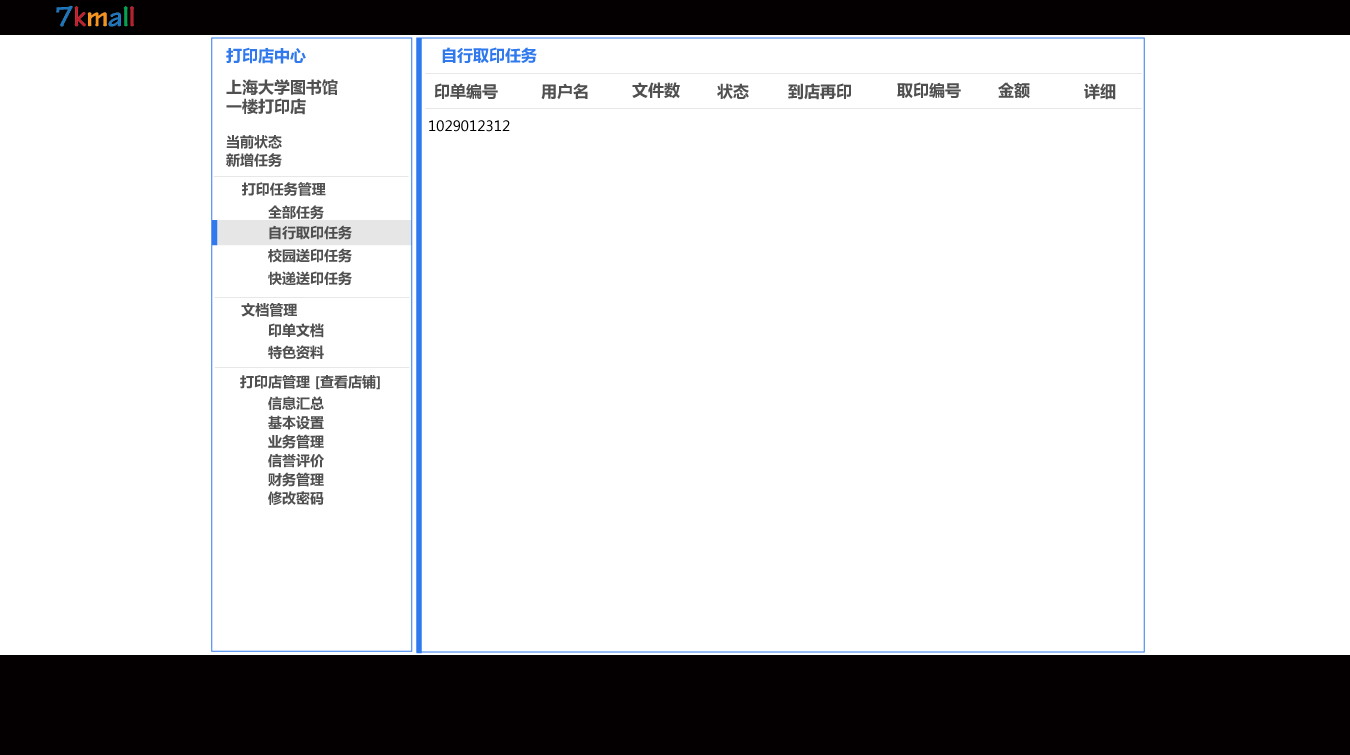 7kmall
打印店中心
上海大学图书馆
一楼打印店
当前状态
新增任务
打印任务管理
全部任务
自行取印任务
校园送印任务
快递送印任务
文档管理
印单文档
特色资料
打印店管理 [查看店铺]
信息汇总
基本设置
业务管理
信誉评价
财务管理
修改密码
自行取印任务
印单编号 用户名 文件数 状态 到店再印 取印编号 金额 详细
1029012312